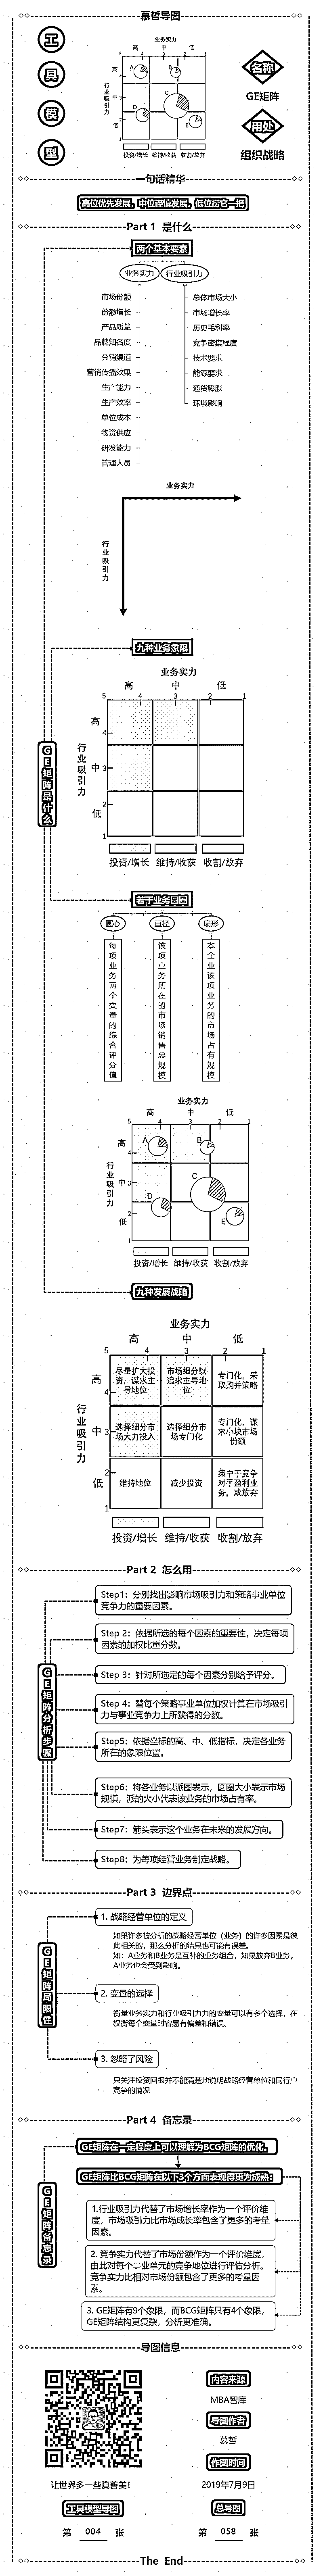 慕哲导图
工
具
模
型
业务实力
高 中 低
5 4 3 2 1
行业吸引力
高
中
低
4
3
2
1
A
B
C
D
E
投资/增长 维持/收获 收割/放弃
名称
GE矩阵
用处
组织战略
一句话精华
高位优先发展，中位谨慎发展，低位捞它一把
Part 1 是什么
GE矩阵是什么
两个基本要素
业务实力 行业吸引力
市场份额
份额增长
产品质量
品牌知名度
分销渠道
营销传播效果
生产能力
生产效率
单位成本
物资供应
研发能力
管理人员
总体市场大小
市场增长率
历史毛利率
竞争密集程度
技术要求
能源要求
通货膨胀
环境影响
业务实力
行业吸引力
九种业务象限
业务实力
高 中 低
5 4 3 2 1
行业吸引力
高
4
中 3
2
低
1
投资/增长 维持/收获 收割/放弃
若干业务圆圈
圆心 直径 扇形
每项业务两个变量的综合评分值
该项业务所在的市场销售总规模
本企业该项业务的市场占有规模
业务实力
高 中 低
5 4 3 2 1
行业吸引力
高
4
中 3
2
低
1
A
B
C
D
E
投资/增长 维持/收获 收割/放弃
九种发展战略
业务实力
高 中 低
5 4 3 2 1
行业吸引力
高
4
中 3
2
低
1
尽量扩大投资，谋求主导地位
市场细分以追求主导地位
专门化，采取购并策略
选择细分市场大力投入
选择细分市场专门化
专门化，谋求小块市场份额
维持地位
减少投资
集中于竞争对手盈利业务，或放弃
投资/增长 维持/收获 收割/放弃
Part 2 怎么用
GE矩阵分析步骤
Step1：分别找出影响市场吸引力和策略事业单位
竞争力的重要因素。
Step 2：依据所选的每个因素的重要性，决定每项
因素的加权比重分数。
Step 3：针对所选定的每个因素分别给予评分。
Step 4：替每个策略事业单位加权计算在市场吸引
力与事业竞争力上所获得的分数。
Step5：依据坐标的高、中、低指标，决定各业务
所在的象限位置。
Step6：将各业务以派图表示，圆圈大小表示市场
规模，派的大小代表该业务的市场占有率。
Step7：箭头表示这个业务在未来的发展方向。
Step8：为每项经营业务制定战略。
Part 3 边界点
GE矩阵局限性
1. 战略经营单位的定义
如果许多被分析的战略经营单位（业务）的许多因素是彼
此相关的，那么分析的结果也可能有误差。
如：A业务和B业务是互补的业务组合，如果放弃B业务，
A业务也会受到影响。
2. 变量的选择
衡量业务实力和行业吸引力力的变量可以有多个选择，在
权衡每个变量时容易有偏差和错误。
3. 忽略了风险
只关注投资回报并不能清楚地说明战略经营单位和同行业
竞争的情况
Part 4 备忘录
GE矩阵备忘录
GE矩阵在一定程度上可以理解为BCG矩阵的优化。
GE矩阵比BCG矩阵在以下3个方面表现得更为成熟：
1.行业吸引力代替了市场增长率作为一个评价维
度，市场吸引力比市场成长率包含了更多的考量
因素。
2. 竞争实力代替了市场份额作为一个评价维度，
由此对每个事业单元的竞争地位进行评估分析。
竞争实力比相对市场份额包含了更多的考量因
素。
3. GE矩阵有9个象限，而BCG矩阵只有4个象限，
GE矩阵结构更复杂，分析更准确。
导图信息
让世界多一些真善美！
内容来源
MBA智库
导图作者
慕哲
作图时间
2019年7月9日
工具模型导图
第 004 张
总导图
第 058 张
The End